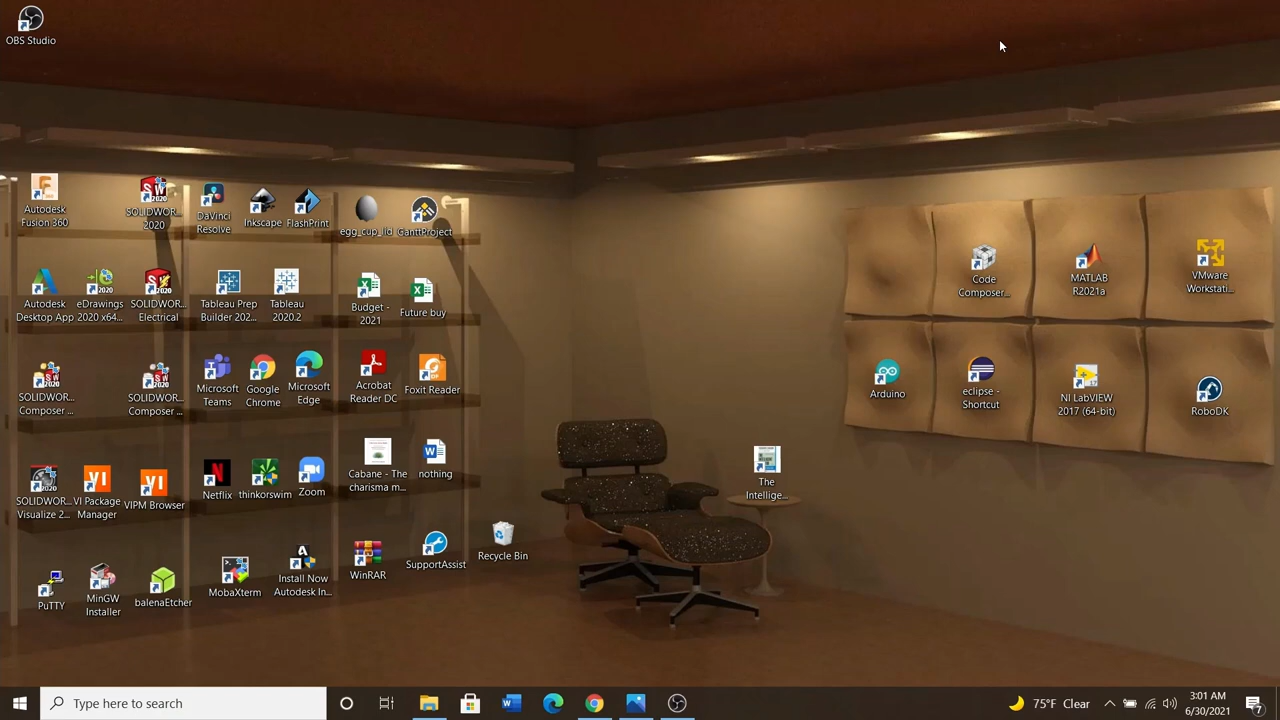 OBS Studio
Autodesk
Fusion 360
SOLIDWOR...
2020
DaVinci
Resolve
Inkscape
FlashPrint
egg_cup_lid
GanttProject
Autodesk
Desktop App
eDrawings
2020 x64...
SOLIDWOR...
Electrical
Tableau Prep
Builder 202...
Tableau
2020.2
Budget -
2021
Future buy
SOLIDWOR...
Composer ...
SOLIDWOR...
Composer ...
Microsoft
Teams
Google
Chrome
Microsoft
Edge
Acrobat
Reader DC
Foxit Reader
SOLIDWOR...
Visualize 2...
VI Package
Manager
VIPM Browser
Netflix
thinkorswim
Zoom
Cabane - The
charisma m...
nothing
PuTTY
MinGW
Installer
balenaEtcher
MobaXterm
Install Now
Autodesk In...
WinRAR
SupportAssist
Recycle Bin
The
Intellige...
Code
Composer...
MATLAB
R2021a
VMware
Workstati...
Arduino
eclipse -
Shortcut
NI LabVIEW
2017 (64-bit)
RoboDK
Type here to search
75°F Clear
3:01 AM
6/30/2021
7